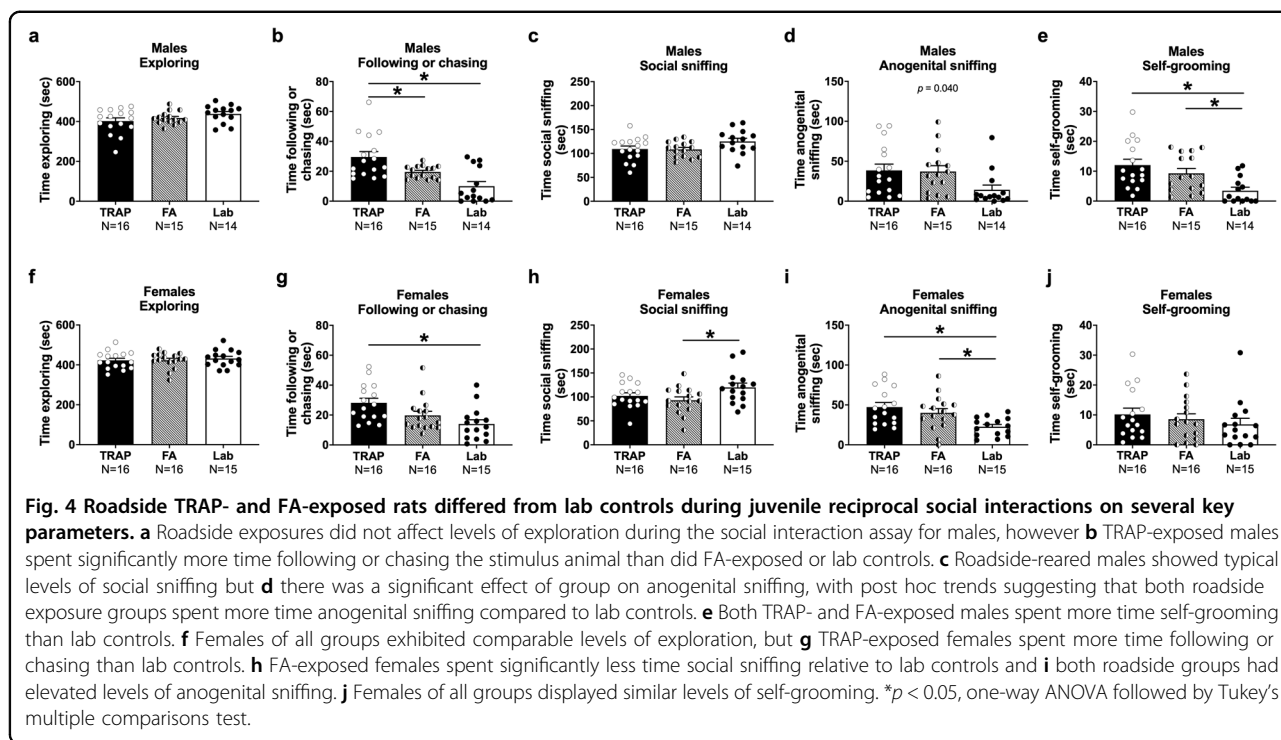 a
Males
Exploring
Time exploring (sec)
600
400
200
0
TRAP FA Lab
N=16 N=15 N=14
b
Males
Following or chasing
Time following or
chasing (sec)
80
60
40
20
0
*
*
TRAP FA Lab
N=16 N=15 N=14
c
Males
Social sniffing
Time social sniffing
(sec)
250
200
150
100
50
0
TRAP FA Lab
N=16 N=15 N=14
d
Males
Anogenital sniffing
Time anogenital
sniffing (sec)
150
100
50
0
p = 0.040
TRAP FA Lab
N=16 N=15 N=14
e
Males
Self-grooming
Time self-grooming
(sec)
40
30
20
10
0
*
*
TRAP FA Lab
N=16 N=15 N=14
f
Females
Exploring
Time exploring (sec)
600
400
200
0
TRAP FA Lab
N=16 N=16 N=15
g
Females
Following or chasing
Time following or
chasing (sec)
80
60
40
20
0
*
TRAP FA Lab
N=16 N=16 N=15
h
Females
Social sniffing
Time social sniffing
(sec)
250
200
150
100
50
0
*
TRAP FA Lab
N=16 N=16 N=15
i
Females
Anogenital sniffing
Time anogenital
sniffing (sec)
150
100
50
0
*
*
TRAP FA Lab
N=16 N=16 N=15
j
Females
Self-grooming
Time self-grooming
(sec)
40
30
20
10
0
TRAP FA Lab
N=16 N=16 N=15
Fig. 4 Roadside TRAP- and FA-exposed rats differed from lab controls during juvenile reciprocal social interactions on several key
parameters. a Roadside exposures did not affect levels of exploration during the social interaction assay for males, however b TRAP-exposed males
spent significantly more time following or chasing the stimulus animal than did FA-exposed or lab controls. c Roadside-reared males showed typical
levels of social sniffing but d there was a significant effect of group on anogenital sniffing, with post hoc trends suggesting that both roadside
exposure groups spent more time anogenital sniffing compared to lab controls. e Both TRAP- and FA-exposed males spent more time self-grooming
than lab controls. f Females of all groups exhibited comparable levels of exploration, but g TRAP-exposed females spent more time following or
chasing than lab controls. h FA-exposed females spent significantly less time social sniffing relative to lab controls and i both roadside groups had
elevated levels of anogenital sniffing. j Females of all groups displayed similar levels of self-grooming. *p < 0.05, one-way ANOVA followed by Tukey's
multiple comparisons test.